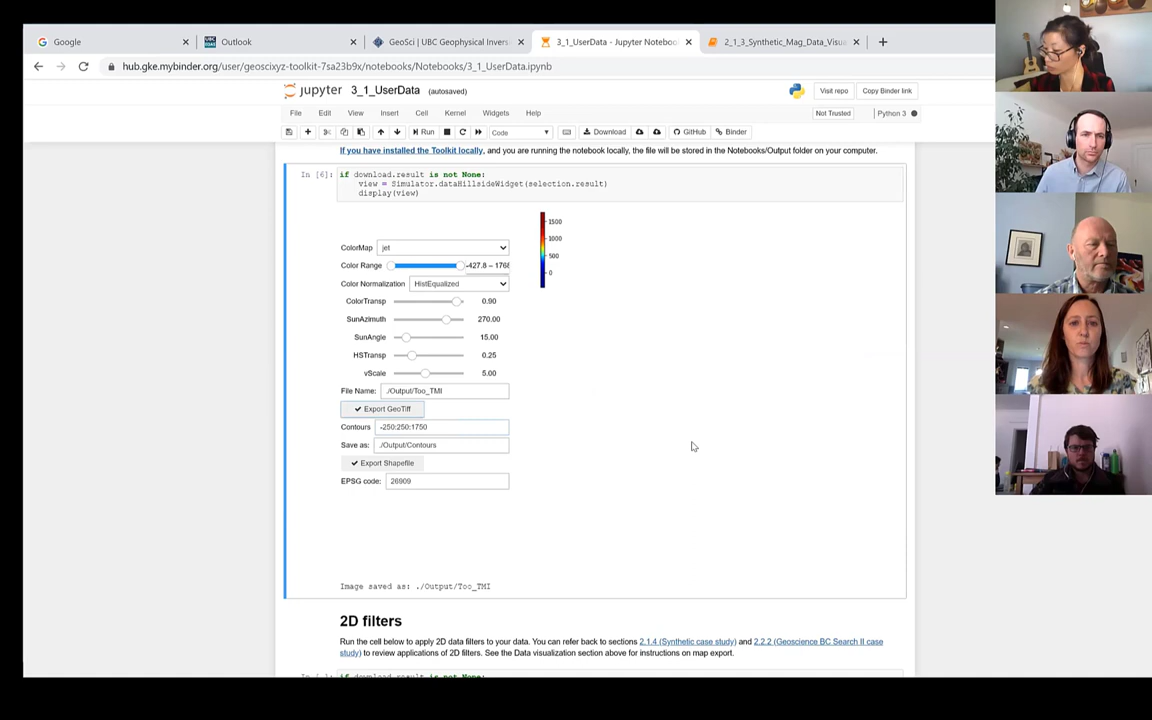 Google
Outlook
GeoSci | UBC Geophysical Invers
3_1_UserData - Jupyter Noteboo
2_1_3_Synthetic_Mag_Data_Visua
hub.gke.mybinder.org/user/geoscixyz-toolkit-7sa23b9x/notebooks/Notebooks/3_1_UserData.ipynb
jupyter 3_1_UserData (autosaved)
Visit repo
Copy Binder link
File Edit View Insert Cell Kernel Widgets Help
Not Trusted
Python 3
Run
Code
Download
GitHub
Binder
If you have installed the Toolkit locally, and you are running the notebook locally, the file will be stored in the Notebooks/Output folder on your computer.
In [6]: if download.result is not None:
view = Simulator.dataHillsideWidget(selection.result)
display(view)
1500
1000
500
0
ColorMap jet
Color Range -427.8 – 1768
Color Normalization HistEqualized
ColorTransp 0.90
SunAzimuth 270.00
SunAngle 15.00
HSTransp 0.25
vScale 5.00
File Name: ./Output/Too_TMI
Export GeoTiff
Contours -250:250:1750
Save as: ./Output/Contours
Export Shapefile
EPSG code: 26909
Image saved as: ./Output/Too_TMI
2D filters
Run the cell below to apply 2D data filters to your data. You can refer back to sections 2.1.4 (Synthetic case study) and 2.2.2 (Geoscience BC Search II case
study) to review applications of 2D filters. See the Data visualization section above for instructions on map export.
In [ ]: if download.result is not None: